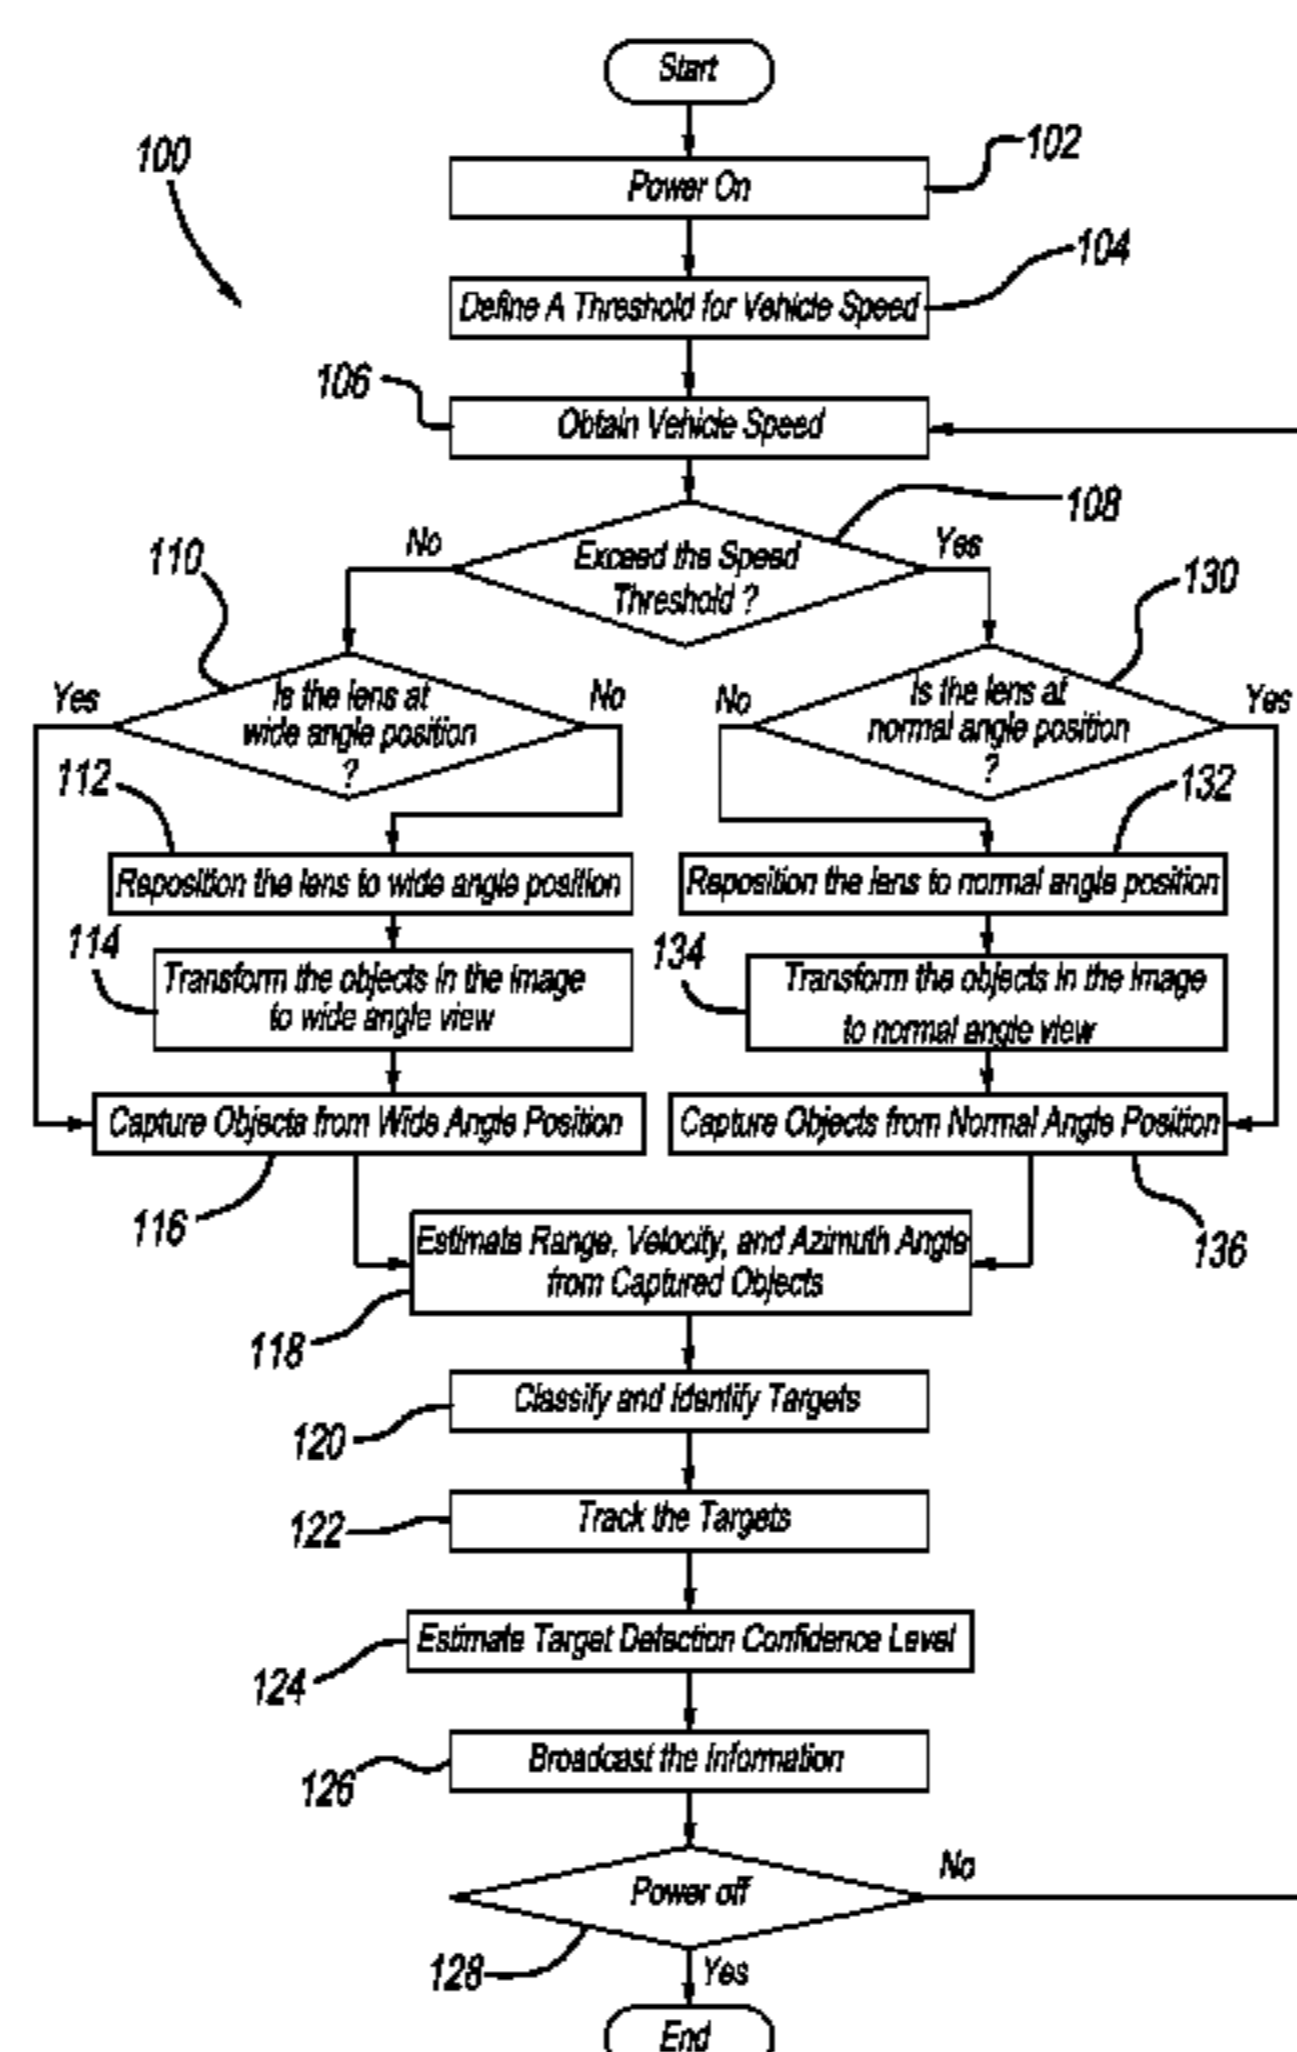 Start
100
102
Power On
104
Define A Threshold for Vehicle Speed
106
Obtain Vehicle Speed
108
No
Yes
Exceed the Speed
Threshold ?
110
130
Yes
Is the lens at
wide angle position
?
No
No
Is the lens at
normal angle position
?
Yes
112
132
Reposition the lens to wide angle position
Reposition the lens to normal angle position
114
134
Transform the objects in the image
to wide angle view
Transform the objects in the image
to normal angle view
Capture Objects from Wide Angle Position
Capture Objects from Normal Angle Position
116
136
Estimate Range, Velocity, and Azimuth Angle
from Captured Objects
118
Classify and Identify Targets
120
Track the Targets
122
Estimate Target Detection Confidence Level
124
Broadcast the Information
126
No
Power off
128
Yes
End